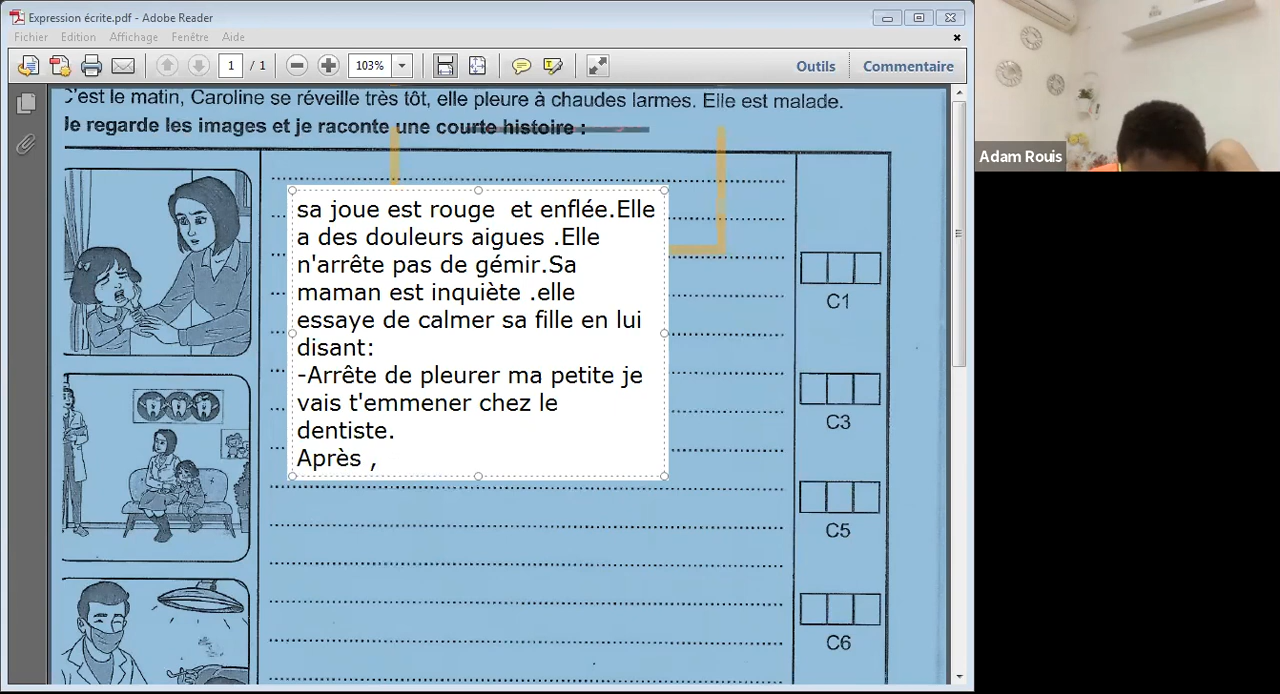 Expression écrite.pdf - Adobe Reader
Fichier Edition Affichage Fenêtre Aide
1 / 1 103% Outils Commentaire
C'est le matin, Caroline se réveille très tôt, elle pleure à chaudes larmes. Elle est malade.
Je regarde les images et je raconte une courte histoire :
sa joue est rouge  et enflée.Elle
a des douleurs aigues .Elle
n'arrête pas de gémir.Sa
maman est inquiète .elle
essaye de calmer sa fille en lui
disant:
-Arrête de pleurer ma petite je
vais t'emmener chez le
dentiste.
Après ,
C1
C3
C5
C6
Adam Rouis